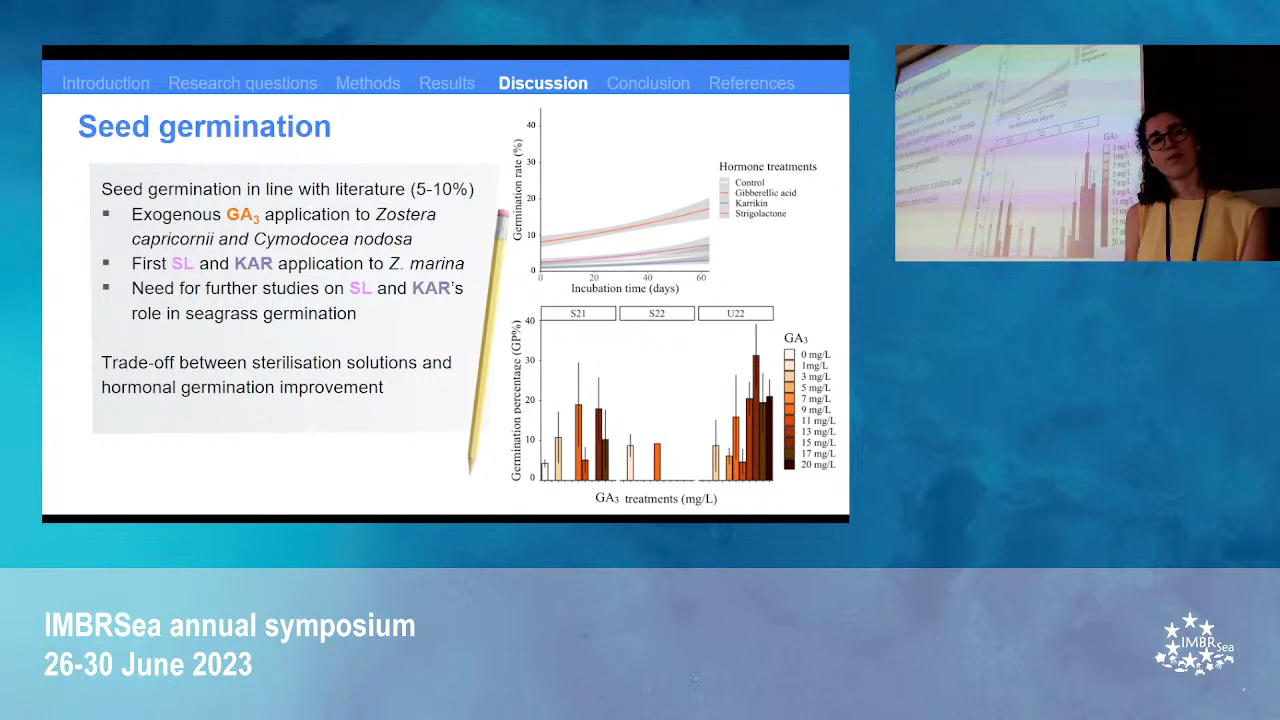 Introduction Research questions Methods Results Discussion Conclusion References
Seed germination
Seed germination in line with literature (5-10%)
▪ Exogenous GA3 application to Zostera
capricornii and Cymodocea nodosa
▪ First SL and KAR application to Z. marina
▪ Need for further studies on SL and KAR's
role in seagrass germination
Trade-off between sterilisation solutions and
hormonal germination improvement
Germination rate (%)
40
30
20
10
0
0 20 40 60
Incubation time (days)
Hormone treatments
Control
Gibberellic acid
Karrikin
Strigolactone
Germination percentage (GP%)
40
30
20
10
0
S21 S22 U22
GA3 treatments (mg/L)
GA3
0 mg/L
1mg/L
3 mg/L
5 mg/L
7 mg/L
9 mg/L
11 mg/L
13 mg/L
15 mg/L
17 mg/L
20 mg/L
Seed germination
GA3
IMBRSea annual symposium
26-30 June 2023
IMBRSea